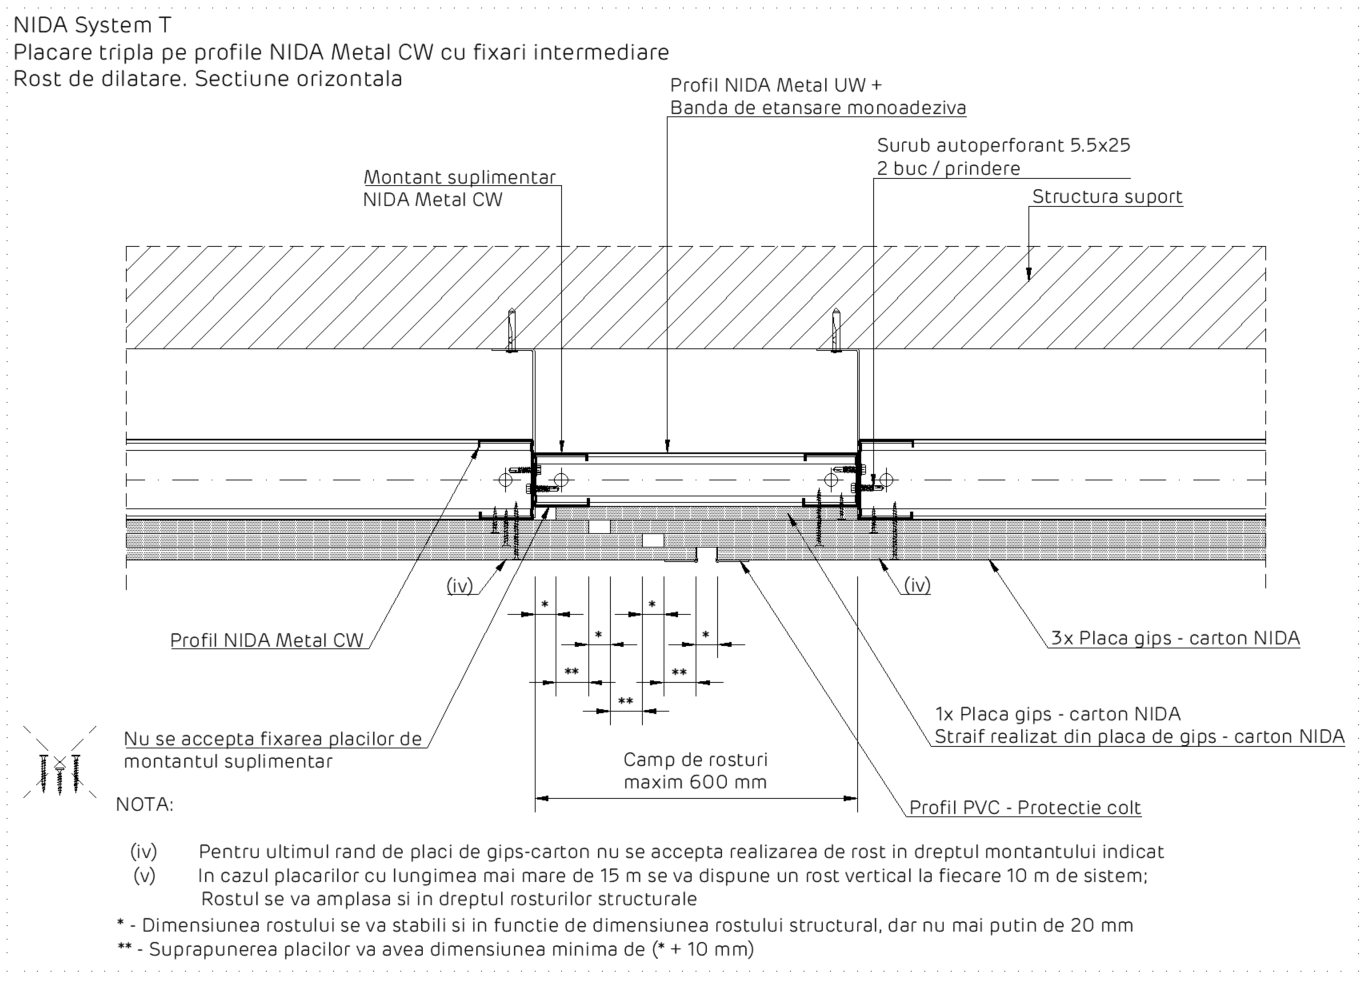 NIDA System T
Placare tripla pe profile NIDA Metal CW cu fixari intermediare
Rost de dilatare. Sectiune orizontala
Profil NIDA Metal UW +
Banda de etansare monoadeziva
Surub autoperforant 5.5x25
2 buc / prindere
Montant suplimentar
NIDA Metal CW
Structura suport
(iv)
(iv)
*
*
*
*
**
**
**
Profil NIDA Metal CW
3x Placa gips - carton NIDA
1x Placa gips - carton NIDA
Straif realizat din placa de gips - carton NIDA
Nu se accepta fixarea placilor de
montantul suplimentar
Camp de rosturi
maxim 600 mm
Profil PVC - Protectie colt
NOTA:
(iv) Pentru ultimul rand de placi de gips-carton nu se accepta realizarea de rost in dreptul montantului indicat
(v) In cazul placarilor cu lungimea mai mare de 15 m se va dispune un rost vertical la fiecare 10 m de sistem;
Rostul se va amplasa si in dreptul rosturilor structurale
* - Dimensiunea rostului se va stabili si in functie de dimensiunea rostului structural, dar nu mai putin de 20 mm
** - Suprapunerea placilor va avea dimensiunea minima de (* + 10 mm)